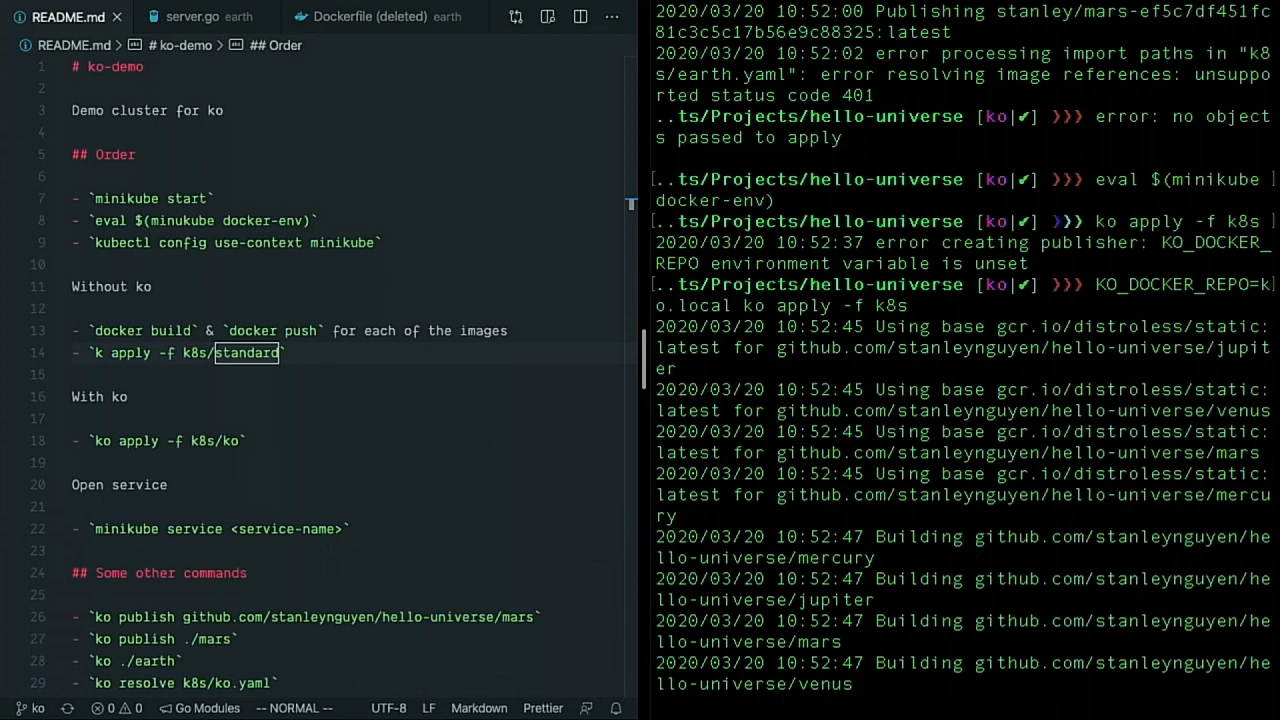 README.md
server.go earth
Dockerfile (deleted) earth
README.md > # ko-demo > ## Order
1 # ko-demo
2
3 Demo cluster for ko
4
5 ## Order
6
7 - `minikube start`
8 - `eval $(minukube docker-env)`
9 - `kubectl config use-context minikube`
10
11 Without ko
12
13 - `docker build` & `docker push` for each of the images
14 - `k apply -f k8s/standard`
15
16 With ko
17
18 - `ko apply -f k8s/ko`
19
20 Open service
21
22 - `minikube service <service-name>`
23
24 ## Some other commands
25
26 - `ko publish github.com/stanleynguyen/hello-universe/mars`
27 - `ko publish ./mars`
28 - `ko ./earth`
29 - `ko resolve k8s/ko.yaml`
ko 0 0 Go Modules -- NORMAL -- UTF-8 LF Markdown Prettier
2020/03/20 10:52:00 Publishing stanley/mars-ef5c7df451fc
81c3c5c17b56e9c88325:latest
2020/03/20 10:52:02 error processing import paths in "k8
s/earth.yaml": error resolving image references: unsuppo
rted status code 401
..ts/Projects/hello-universe [ko|✔] ❯❯❯ error: no object
s passed to apply
[..ts/Projects/hello-universe [ko|✔] ❯❯❯ eval $(minikube ]
docker-env)
[..ts/Projects/hello-universe [ko|✔] ❯❯❯ ko apply -f k8s ]
2020/03/20 10:52:37 error creating publisher: KO_DOCKER_
REPO environment variable is unset
[..ts/Projects/hello-universe [ko|✔] ❯❯❯ KO_DOCKER_REPO=k]
o.local ko apply -f k8s
2020/03/20 10:52:45 Using base gcr.io/distroless/static:
latest for github.com/stanleynguyen/hello-universe/jupit
er
2020/03/20 10:52:45 Using base gcr.io/distroless/static:
latest for github.com/stanleynguyen/hello-universe/venus
2020/03/20 10:52:45 Using base gcr.io/distroless/static:
latest for github.com/stanleynguyen/hello-universe/mars
2020/03/20 10:52:45 Using base gcr.io/distroless/static:
latest for github.com/stanleynguyen/hello-universe/mercu
ry
2020/03/20 10:52:47 Building github.com/stanleynguyen/he
llo-universe/mercury
2020/03/20 10:52:47 Building github.com/stanleynguyen/he
llo-universe/jupiter
2020/03/20 10:52:47 Building github.com/stanleynguyen/he
llo-universe/mars
2020/03/20 10:52:47 Building github.com/stanleynguyen/he
llo-universe/venus